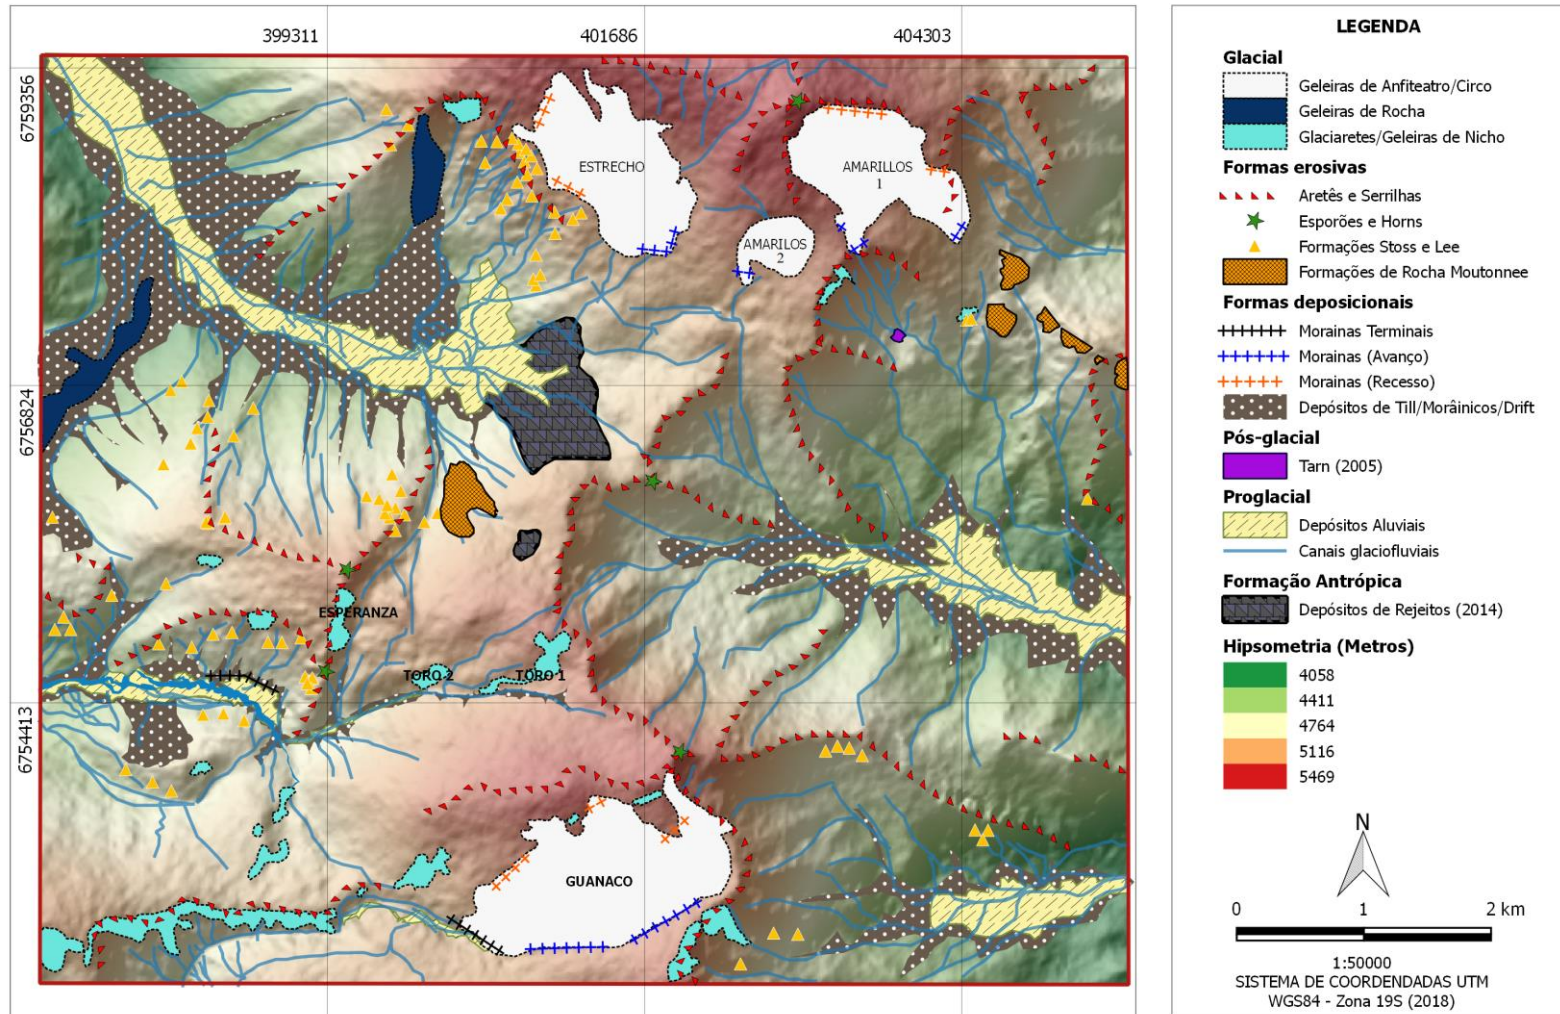 399311
401686
404303
6759356
6756824
6754413
ESTRECHO
AMARILLOS
1
AMARILOS
2
ESPERANZA
TORO 2
TORO 1
GUANACO
LEGENDA
Glacial
Geleiras de Anfiteatro/Circo
Geleiras de Rocha
Glaciaretes/Geleiras de Nicho
Formas erosivas
Aretês e Serrilhas
Esporões e Horns
Formações Stoss e Lee
Formações de Rocha Moutonnee
Formas deposicionais
Morainas Terminais
Morainas (Avanço)
Morainas (Recesso)
Depósitos de Till/Morâinicos/Drift
Pós-glacial
Tarn (2005)
Proglacial
Depósitos Aluviais
Canais glaciofluviais
Formação Antrópica
Depósitos de Rejeitos (2014)
Hipsometria (Metros)
4058
4411
4764
5116
5469
N
0 1 2 km
1:50000
SISTEMA DE COORDENDADAS UTM
WGS84 - Zona 19S (2018)